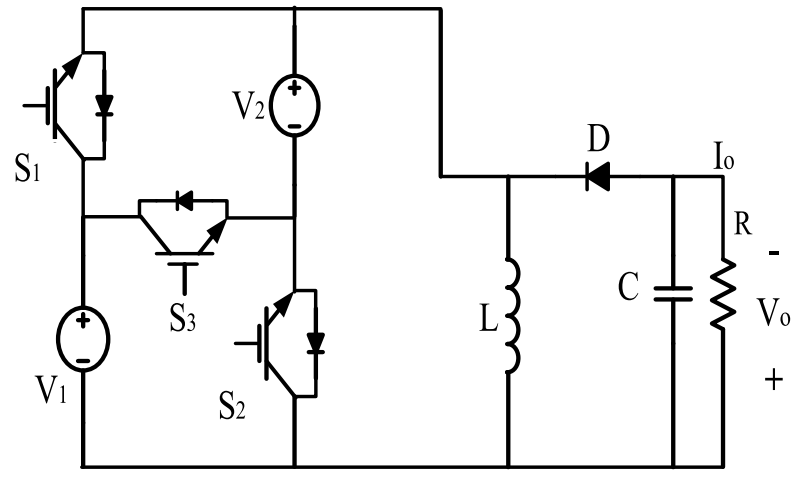 S1
V2
+
-
D
Io
R
-
S3
L
C
Vo
+
-
V1
S2
+